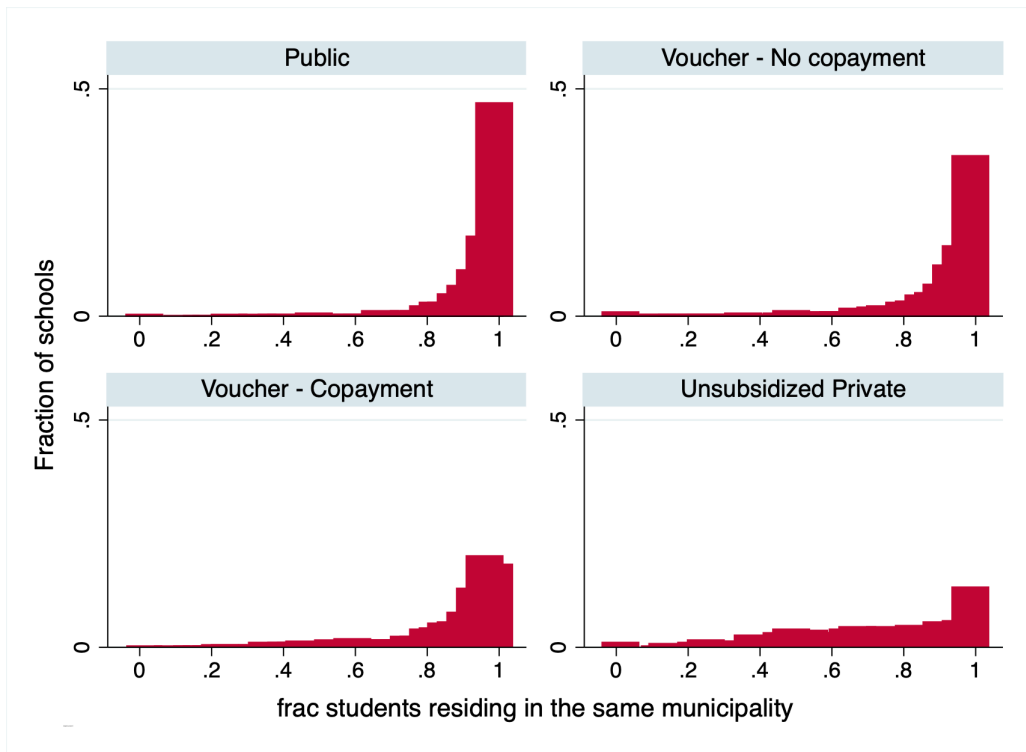 Public
Voucher - No copayment
.5
.5
0
0
0 .2 .4 .6 .8 1
0 .2 .4 .6 .8 1
Voucher - Copayment
Unsubsidized Private
.5
.5
0
0
0 .2 .4 .6 .8 1
0 .2 .4 .6 .8 1
Fraction of schools
frac students residing in the same municipality